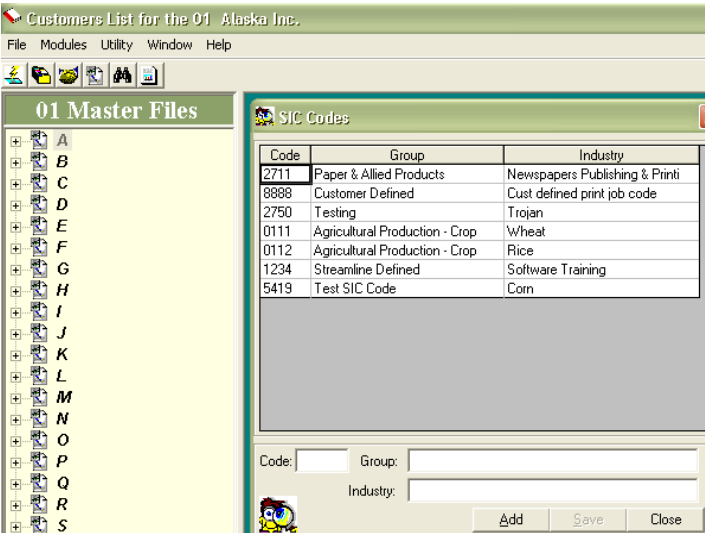 Customers List for the 01 Alaska Inc.
File Modules Utility Window Help
01 Master Files
A
B
C
D
E
F
G
H
I
J
K
L
M
N
O
P
Q
R
S
SIC Codes
Code Group Industry
2711 Paper & Allied Products Newspapers Publishing & Printi
8888 Customer Defined Cust defined print job code
2750 Testing Trojan
0111 Agricultural Production - Crop Wheat
0112 Agricultural Production - Crop Rice
1234 Streamline Defined Software Training
5419 Test SIC Code Corn
Code: Group:
Industry:
Add Save Close